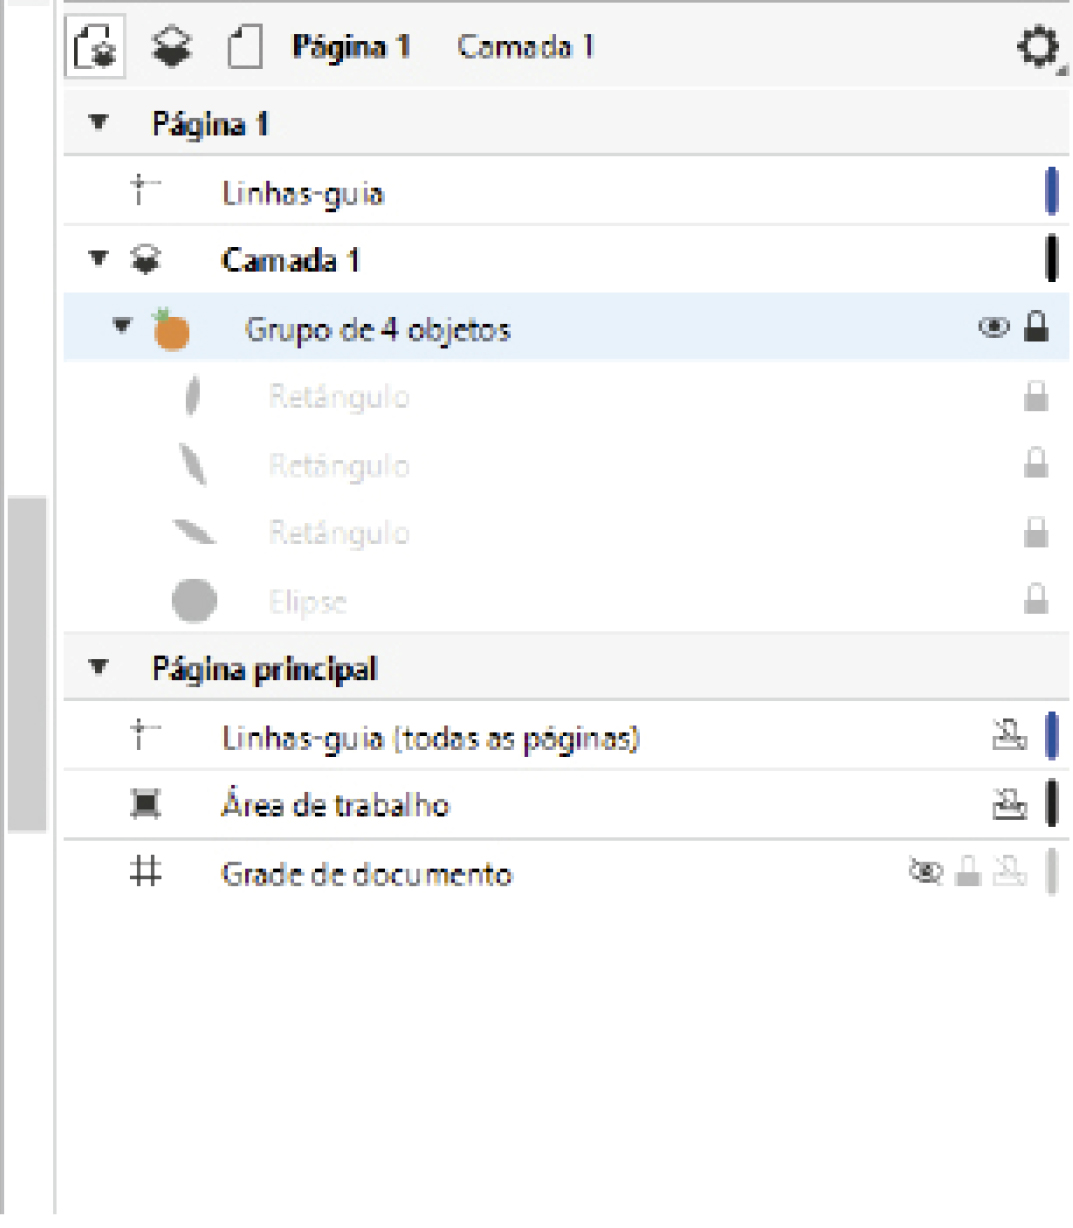 Página 1 Camada 1
Página 1
Linhas-guia
Camada 1
Grupo de 4 objetos
Retângulo
Retângulo
Retângulo
Elipse
Página principal
Linhas-guia (todas as páginas)
Área de trabalho
Grade de documento